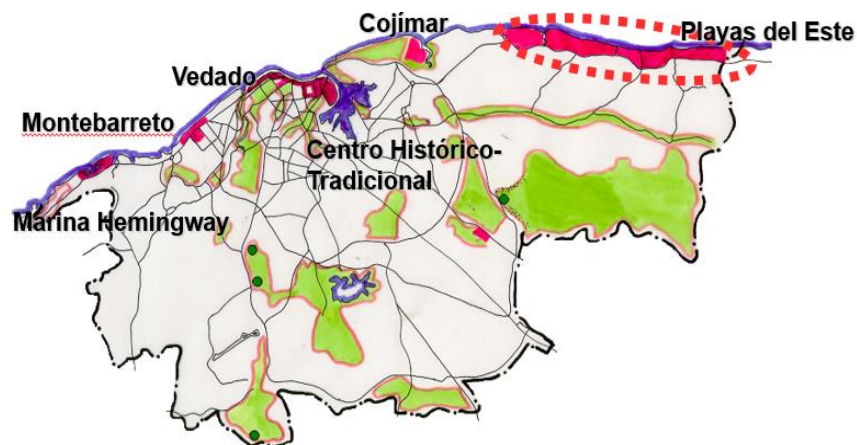 Cojímar
Playas del Este
Vedado
Montebarreto
Centro Histórico-
Tradicional
Marina Hemingway